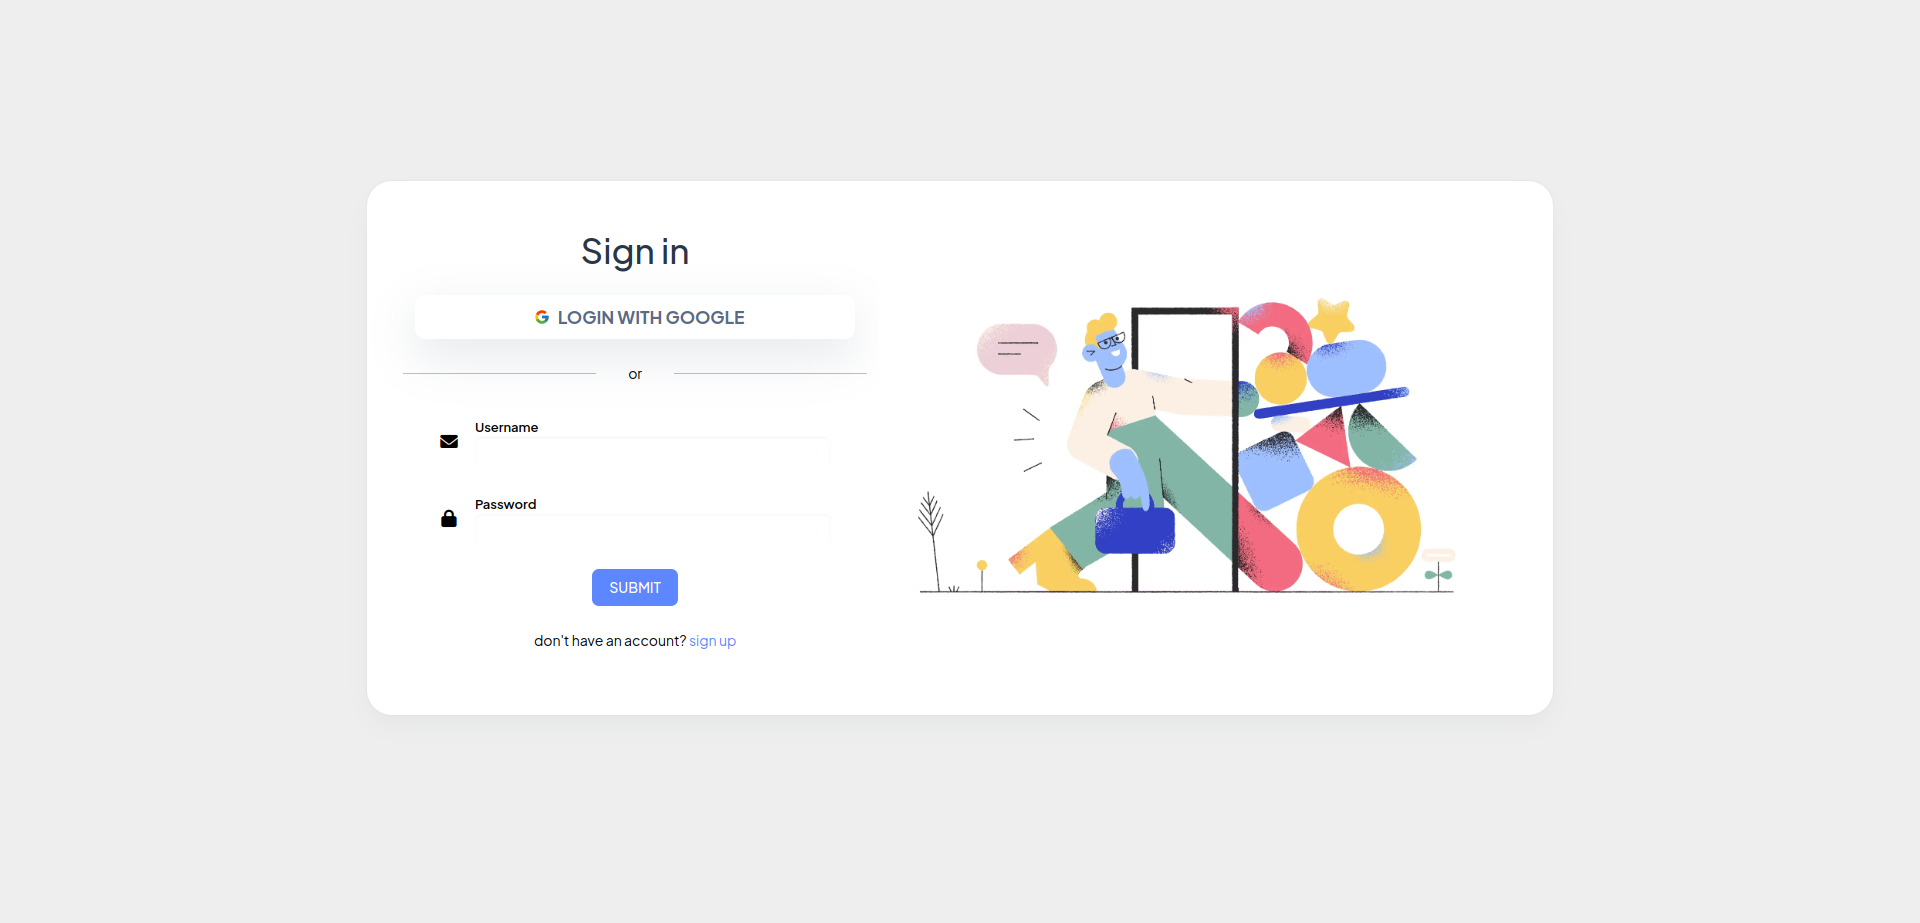 Sign in
LOGIN WITH GOOGLE
or
Username
Password
SUBMIT
don't have an account? sign up